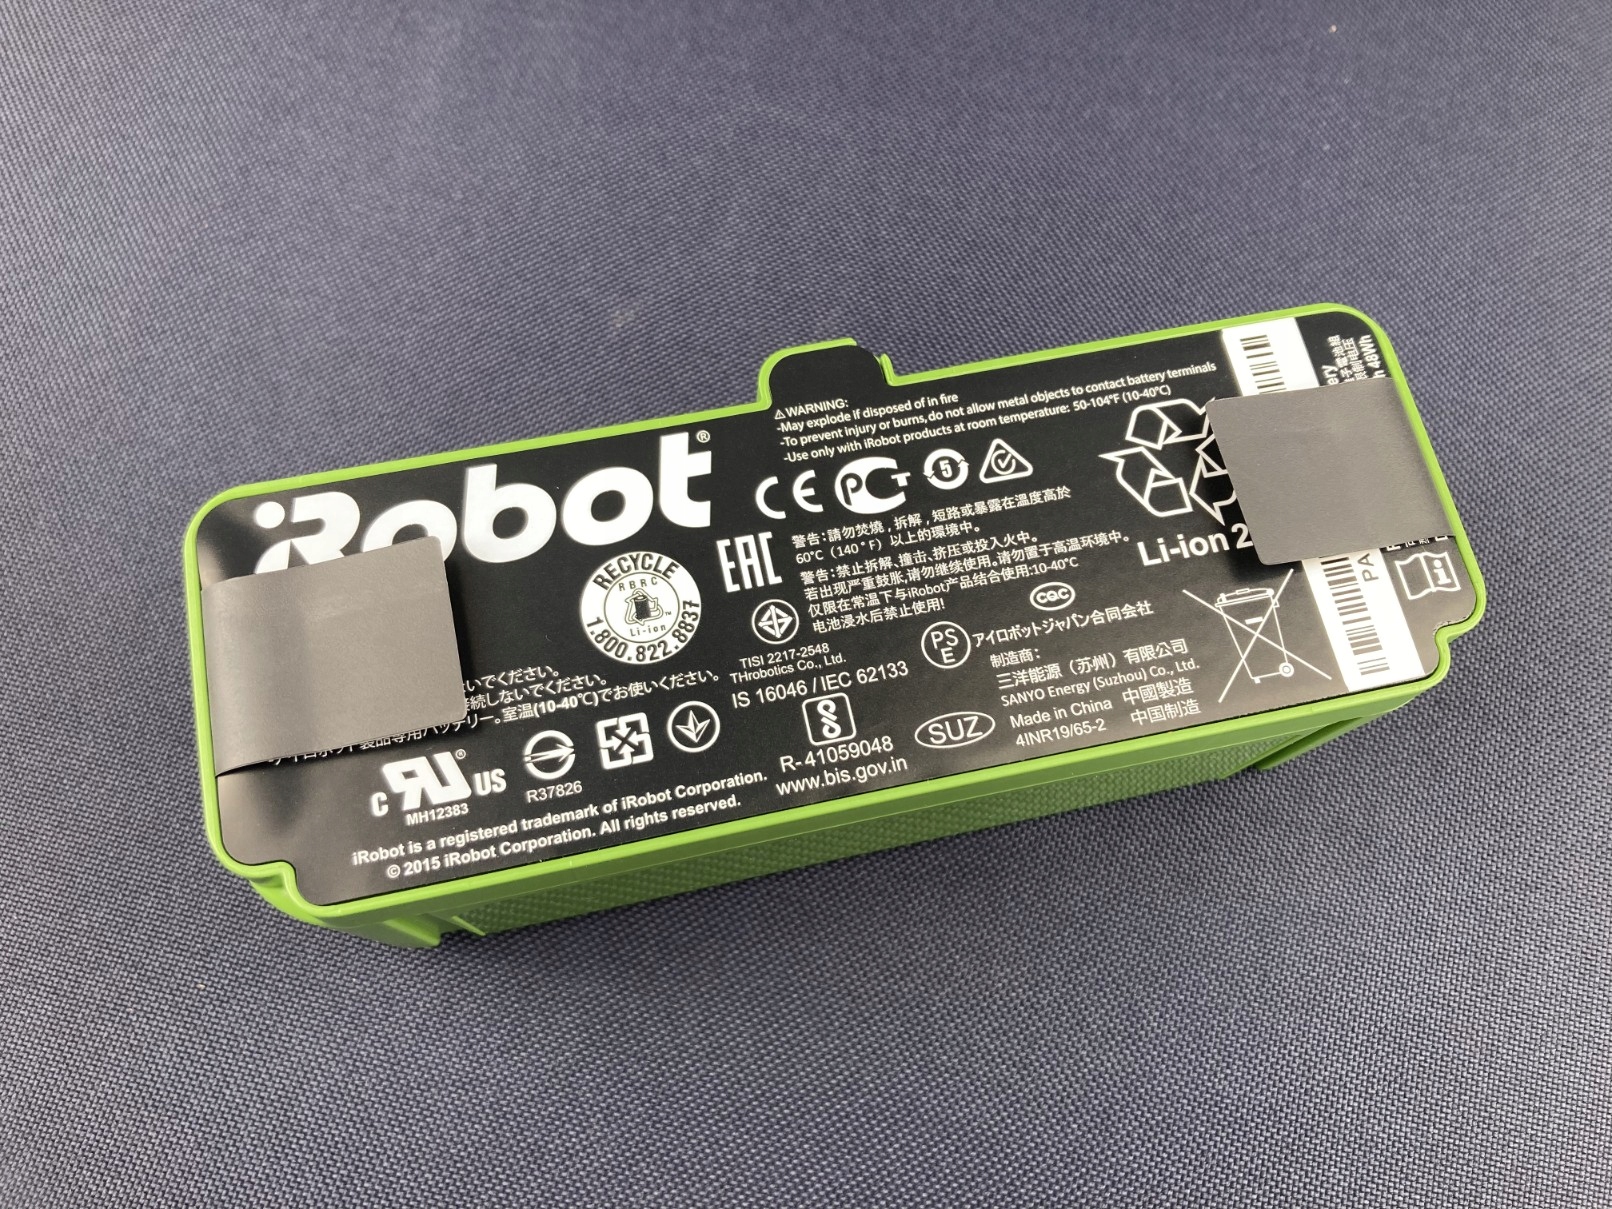 iRobot®
⚠WARNING:
-May explode if disposed of in fire
-To prevent injury or burns, do not allow metal objects to contact battery terminals
-Use only with iRobot products at room temperature: 50-104°F (10-40°C)
CE PCT 5
EAC
警告:請勿焚燒,拆解,短路或暴露在溫度高於
60°C(140°F)以上的環境中。
警告:禁止拆解、撞击、挤压或投入火中。
若出现严重鼓胀,请勿继续使用。请勿置于高温环境中。
仅限在常温下与iRobot产品结合使用:10-40°C
电池浸水后禁止使用!
RECYCLE
RBRC
Li-ion
1.800.822.8837
TISI 2217-2548
THrobotics Co., Ltd.
IS 16046 / IEC 62133
R-41059048
www.bis.gov.in
CQC
PSE
アイロボットジャパン合同会社
制造商:
三洋能源(苏州)有限公司
SANYO Energy (Suzhou) Co., Ltd.
SUZ
Made in China 中國製造
4INR19/65-2 中国制造
Li-ion
48Wh
いでください。
続しないでください。
バッテリー。室温(10-40°C)でお使いください。
c RU® US
MH12383
R37826
iRobot is a registered trademark of iRobot Corporation.
© 2015 iRobot Corporation. All rights reserved.